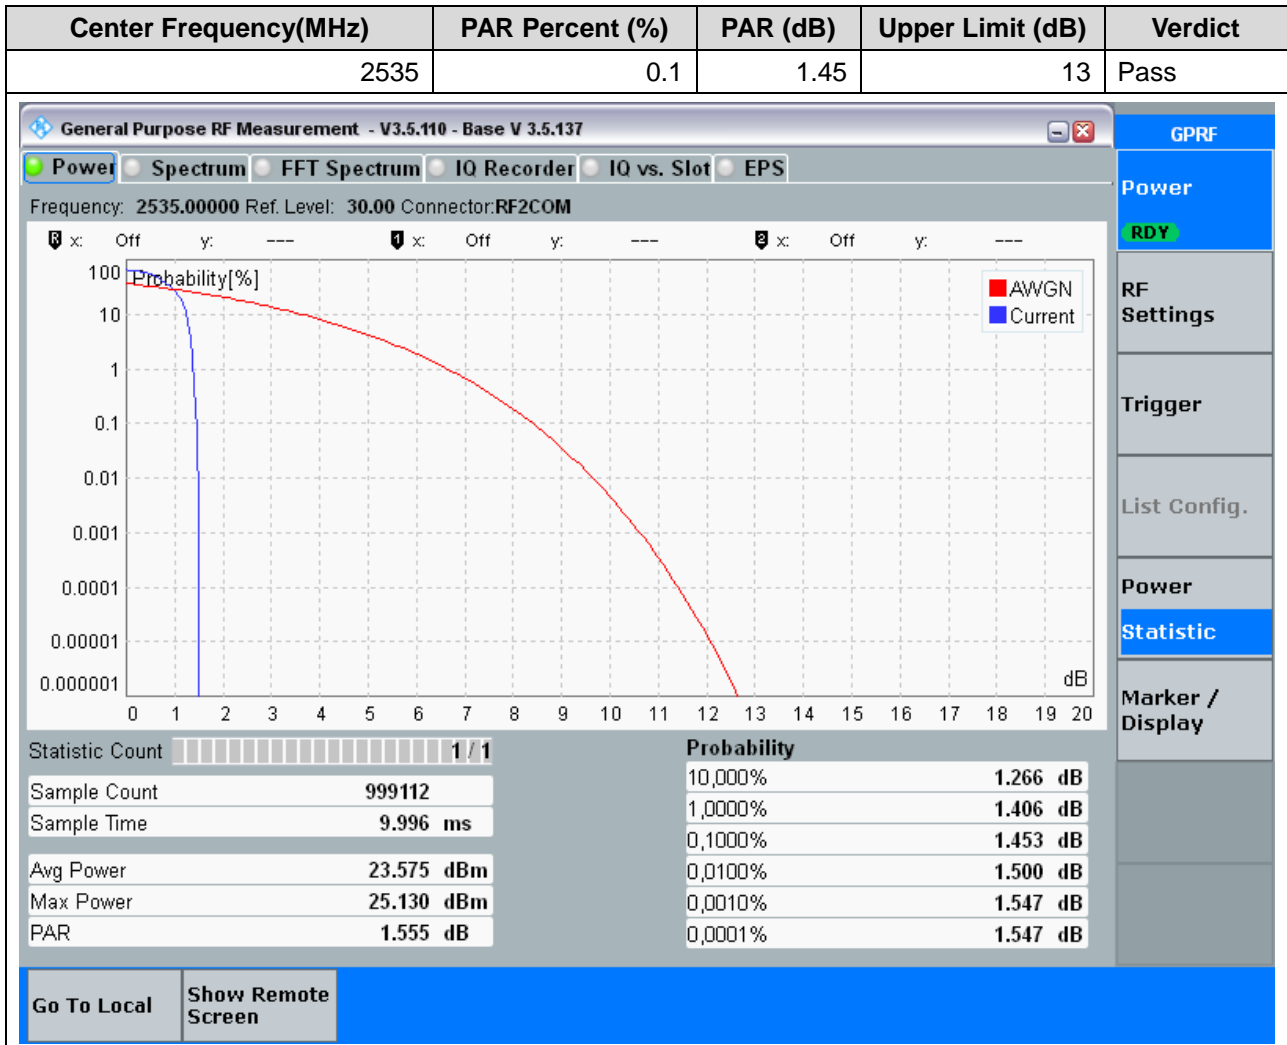 Center Frequency(MHz) PAR Percent (%) PAR (dB) Upper Limit (dB) Verdict
2535 0.1 1.45 13 Pass
General Purpose RF Measurement - V3.5.110 - Base V 3.5.137
GPRF
Power Spectrum FFT Spectrum IQ Recorder IQ vs. Slot EPS
Power
RDY
Frequency: 2535.00000 Ref. Level: 30.00 Connector:RF2COM
R x: Off y: --- 1 x: Off y: --- 2 x: Off y: ---
Probability[%]
AWGN
Current
100
10
1
0.1
0.01
0.001
0.0001
0.00001
0.000001
dB
0 1 2 3 4 5 6 7 8 9 10 11 12 13 14 15 16 17 18 19 20
RF
Settings
Trigger
List Config.
Power
Statistic
Marker /
Display
Statistic Count 1 / 1
Sample Count 999112
Sample Time 9.996 ms
Avg Power 23.575 dBm
Max Power 25.130 dBm
PAR 1.555 dB
Probability
10,000% 1.266 dB
1,0000% 1.406 dB
0,1000% 1.453 dB
0,0100% 1.500 dB
0,0010% 1.547 dB
0,0001% 1.547 dB
Go To Local
Show Remote
Screen